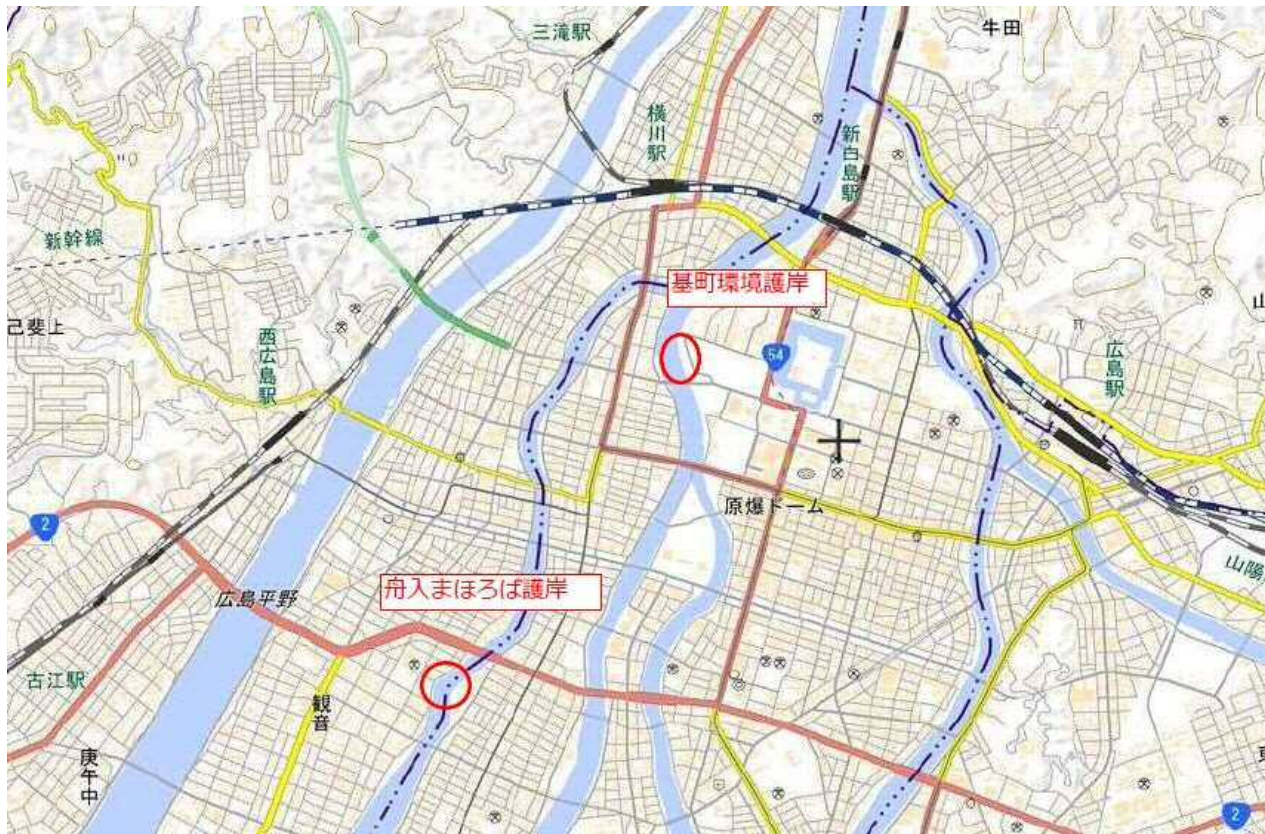 三滝駅
牛田
横川駅
新白島駅
新幹線
基町環境護岸
山
己斐上
西広島駅
54
広島駅
2
原爆ドーム
山陽
舟入まほろば護岸
広島平野
古江駅
観音
庚午中
東
2